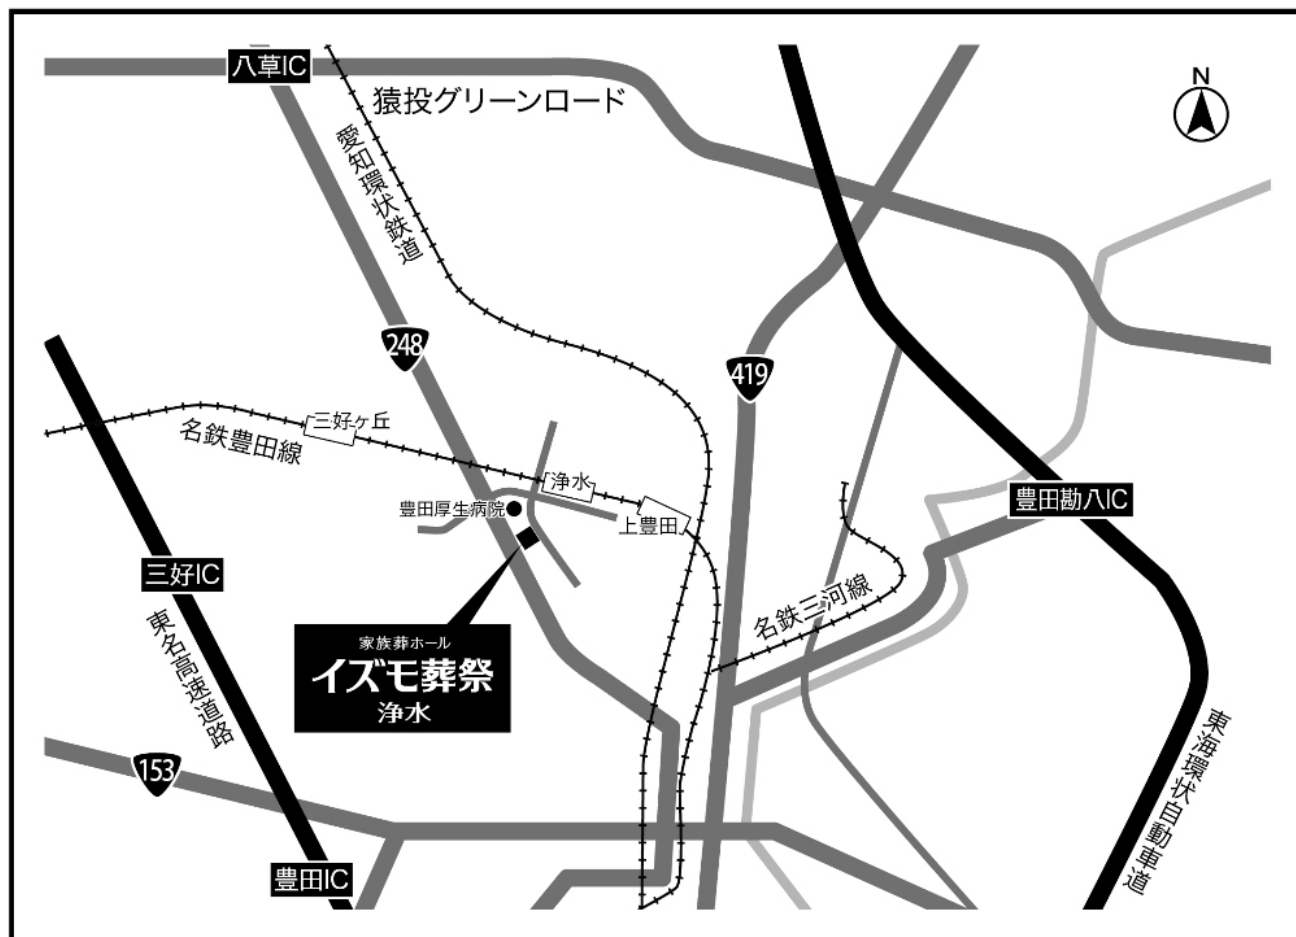 八草IC
N
猿投グリーンロード
愛知環状鉄道
248
419
三好ヶ丘
名鉄豊田線
浄水
豊田厚生病院
上豊田
豊田勘八IC
三好IC
名鉄三河線
東名高速道路
家族葬ホール
イズモ葬祭
浄水
東海環状自動車道
153
豊田IC